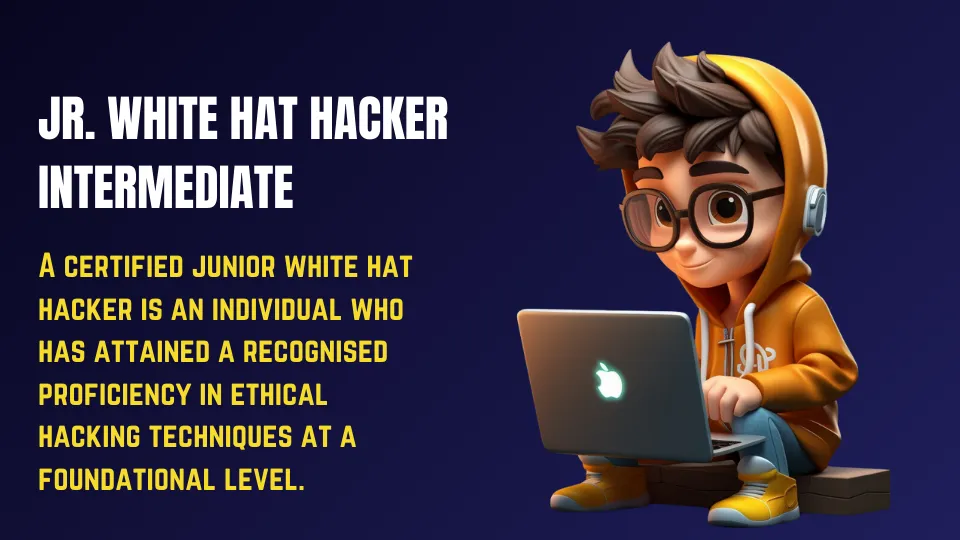 JR. WHITE HAT HACKER
INTERMEDIATE
A CERTIFIED JUNIOR WHITE HAT
HACKER IS AN INDIVIDUAL WHO
HAS ATTAINED A RECOGNISED
PROFICIENCY IN ETHICAL
HACKING TECHNIQUES AT A
FOUNDATIONAL LEVEL.